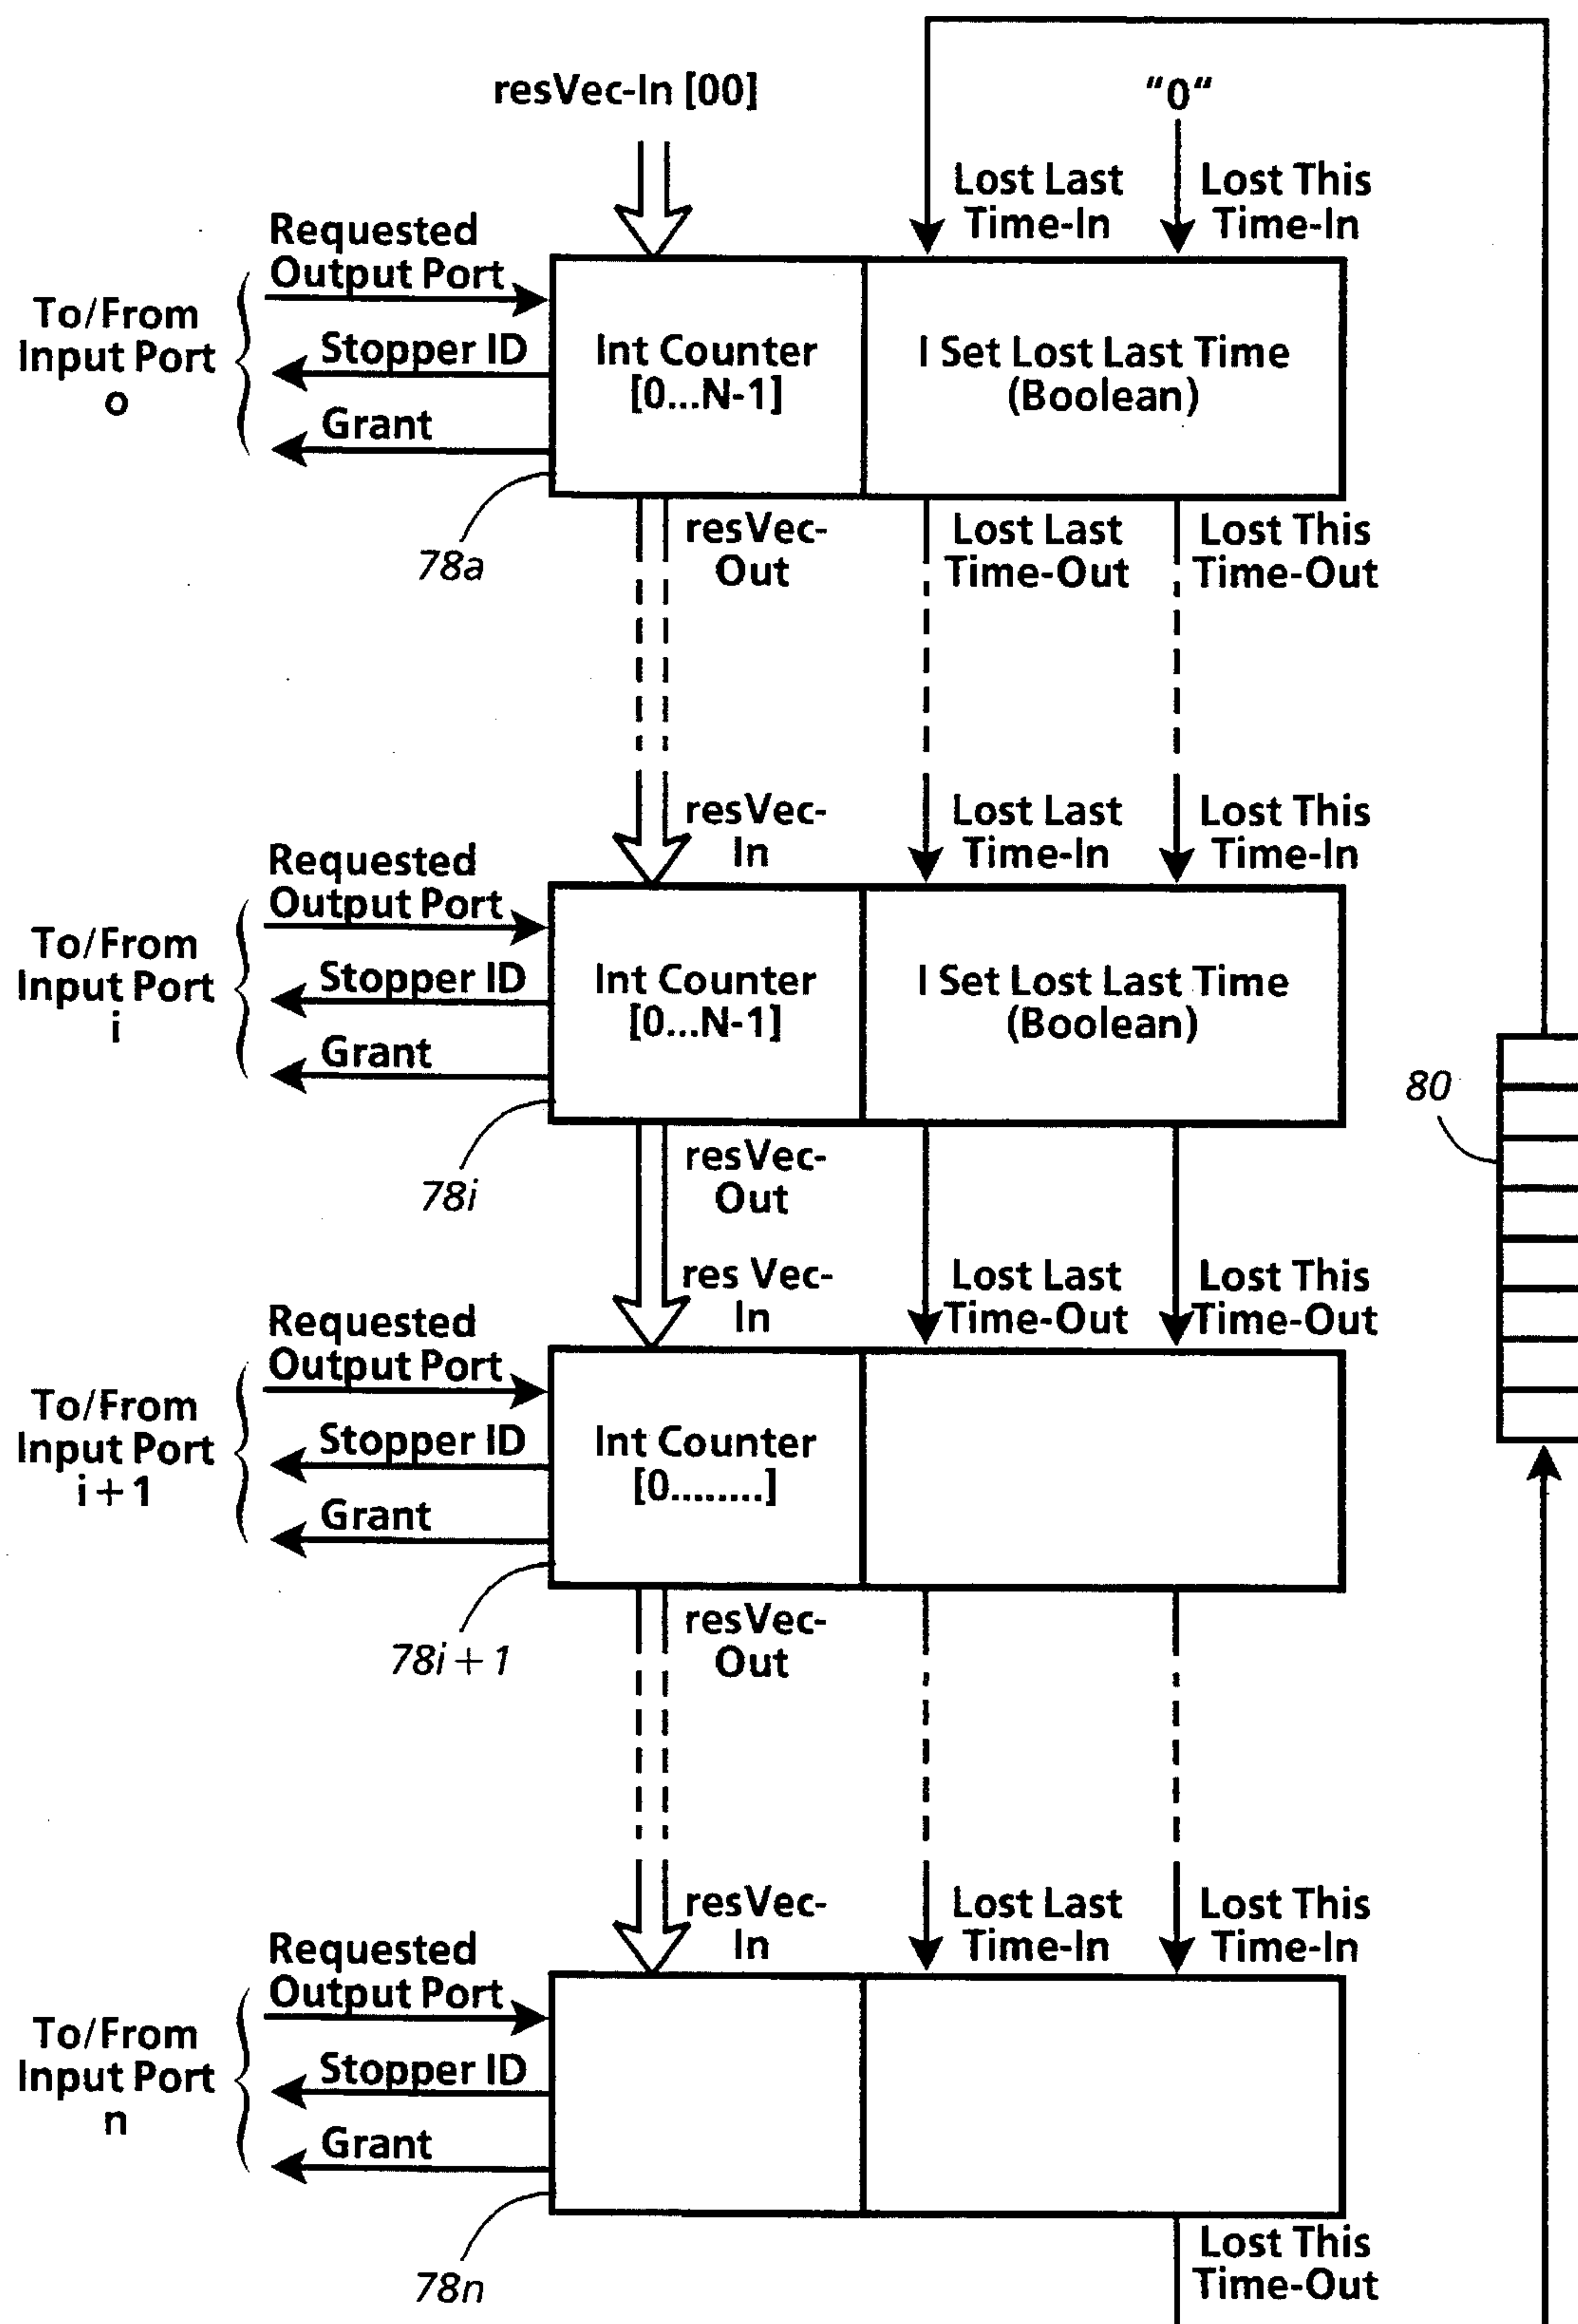 resVec-In [00]
"0"
Lost Last
Time-In
Lost This
Time-In
Requested
Output Port
To/From
Input Port
o
Stopper ID
Grant
Int Counter
[0...N-1]
I Set Lost Last Time
(Boolean)
78a
resVec-
Out
Lost Last
Time-Out
Lost This
Time-Out
resVec-
In
Lost Last
Time-In
Lost This
Time-In
Requested
Output Port
To/From
Input Port
i
Stopper ID
Grant
Int Counter
[0...N-1]
I Set Lost Last Time
(Boolean)
80
78i
resVec-
Out
res Vec-
In
Lost Last
Time-Out
Lost This
Time-Out
Requested
Output Port
To/From
Input Port
i+1
Stopper ID
Grant
Int Counter
[0........]
78i+1
resVec-
Out
resVec-
In
Lost Last
Time-In
Lost This
Time-In
Requested
Output Port
To/From
Input Port
n
Stopper ID
Grant
78n
Lost This
Time-Out